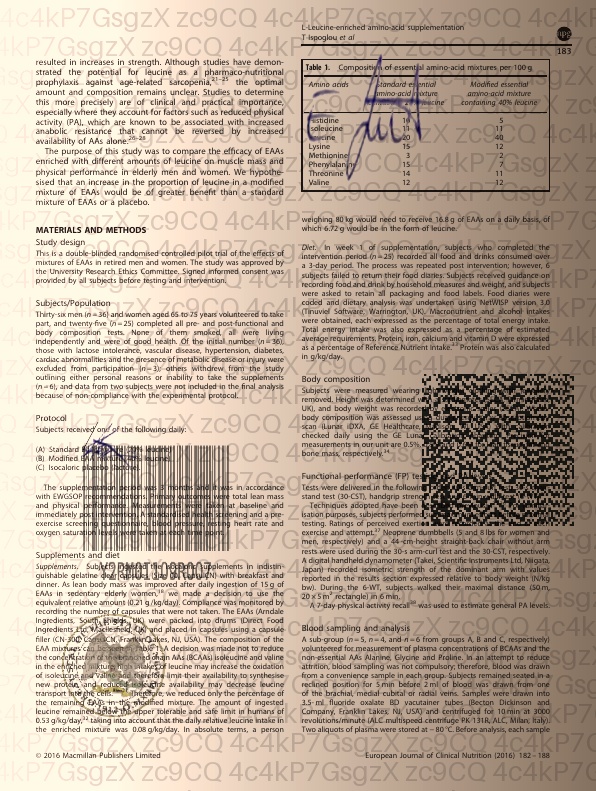 L-Leucine-enriched amino-acid supplementation
T Ispoglou et al
npg
183
resulted in increases in strength. Although studies have demon-
strated the potential for leucine as a pharmaco-nutritional
prophylaxis against age-related sarcopenia,21–25 the optimal
amount and composition remains unclear. Studies to determine
this more precisely are of clinical and practical importance,
especially where they account for factors such as reduced physical
activity (PA), which are known to be associated with increased
anabolic resistance that cannot be reversed by increased
availability of AAs alone.26–28
The purpose of this study was to compare the efficacy of EAAs
enriched with different amounts of leucine on muscle mass and
physical performance in elderly men and women. We hypothe-
sised that an increase in the proportion of leucine in a modified
mixture of EAAs would be of greater benefit than a standard
mixture of EAAs or a placebo.
MATERIALS AND METHODS
Study design
This is a double-blinded randomised controlled pilot trial of the effects of
mixtures of EAAs in retired men and women. The study was approved by
the University Research Ethics Committee. Signed informed consent was
provided by all subjects before testing and intervention.
Subjects/Population
Thirty-six men (n = 36) and women aged 65 to 75 years volunteered to take
part, and twenty-five (n = 25) completed all pre- and post-functional and
body composition tests. None of them smoked, all were living
independently and were of good health. Of the initial number (n = 36),
those with lactose intolerance, vascular disease, hypertension, diabetes,
cardiac abnormalities and the presence of metabolic disease or injury were
excluded from participation (n = 3); others withdrew from the study
outlining either personal reasons or inability to take the supplements
(n = 6), and data from two subjects were not included in the final analysis
because of non-compliance with the experimental protocol.
Protocol
Subjects received one of the following daily:
(A) Standard EAA mixture (20% leucine)
(B) Modified EAA mixture (40% leucine)
(C) Isocaloric placebo (lactose).
The supplementation period was 3 months and it was in accordance
with EWGSOP recommendations. Primary outcomes were total lean mass
and physical performance. Measurements were taken at baseline and
immediately post intervention. A standardised health screening and a pre-
exercise screening questionnaire, blood pressure, resting heart rate and
oxygen saturation levels were taken at each time point.
Supplements and diet
Supplements. Subjects ingested the isocaloric supplements in indistin-
guishable gelatine with breakfast and
dinner. As lean body mass was improved after daily ingestion of 15 g of
EAAs in sedentary elderly women, we made a decision to use the
equivalent relative amount (0.21 g/kg/day). Compliance was monitored by
recording the number of capsules that were not taken. The EAAs (Amdare
Ingredients, South Shields, UK) were packed into drums (Direct Food
Ingredients Ltd, Macclesfield, UK) and placed in capsules using a capsule
filler (CN- Franklin Lakes, NJ, USA). The composition of the
EAA mixtures can be A decision was made not to reduce
the concentration of branched chain AAs (BCAAs) isoleucine and valine
in the of leucine may increase the oxidation
of isoleucine and valine therefore limit their availability to synthesise
new proteins, and availability may decrease leucine
transport into the cells. Therefore, we reduced only the percentage of
the remaining EAAs in the modified mixture. The amount of ingested
leucine remained below the upper tolerable and safe limit in humans of
0.53 g/kg/day, taking into account that the daily relative leucine intake in
the enriched mixture was 0.08 g/kg/day. In absolute terms, a person
Table 1. Composition of essential amino-acid mixtures per 100 g
Amino acids Standard essential amino-acid mixture leucine Modified essential amino-acid mixture containing 40% leucine
Histidine 5
Isoleucine 11
Leucine 40
Lysine 15 12
Methionine 3 2
Phenylalanine 15 7
Threonine 14 11
Valine 12 12
weighing 80 kg would need to receive 16.8 g of EAAs on a daily basis, of
which 6.72 g would be in the form of leucine.
Diet. In week 1 of supplementation, subjects who completed the
intervention period (n = 25) recorded all food and drinks consumed over
a 3-day period. The process was repeated post intervention; however, 6
subjects failed to return their food diaries. Subjects received guidance on
recording food and drink by household measures and weight, and subjects
were asked to retain all packaging and food labels. Food diaries were
coded and dietary analysis was undertaken using NetWISP version 3.0
(Tinuviel Software, Warrington, UK). Macronutrient and alcohol intakes
were obtained, each expressed as the percentage of total energy intake.
Total energy intake was also expressed as a percentage of estimated
average requirements. Protein, iron, calcium and vitamin D were expressed
as a percentage of Reference Nutrient Intake. Protein was also calculated
in g/kg/day.
Body composition
Subjects were measured wearing
removed. Height was determined
UK), and body weight was recorded
body composition was assessed
scan (Lunar iDXA, GE Healthcare,
checked daily using the GE Lunar
measurements in our unit are 0.5%,
bone mass, respectively.34
Functional performance (FP)
Tests were delivered in the following
stand test (30-CST), handgrip
Techniques adopted have been
isation purposes, subjects performed
testing. Ratings of perceived exertion
exercise and attempt. Neoprene dumbbells (5 and 8 lbs for women and
men, respectively) and a 44-cm-height straight-back chair without arm
rests were used during the 30-s arm-curl test and the 30-CST, respectively.
A digital handheld dynamometer (Takei, Scientific Instruments Ltd, Niigata,
Japan) recorded isometric strength of the dominant arm with values
reported in the results section expressed relative to body weight (N/kg
bw). During the 6-WT, subjects walked their maximal distance (50 m,
20 × 5 m rectangle) in 6 min.
A 7-day physical activity recall was used to estimate general PA levels.
Blood sampling and analysis
A sub-group (n = 5, n = 4, and n = 6 from groups A, B and C, respectively)
volunteered for measurement of plasma concentrations of BCAAs and the
non-essential AAs Alanine, Glycine and Proline. In an attempt to reduce
attrition, blood sampling was not compulsory; therefore, blood was drawn
from a convenience sample in each group. Subjects remained seated in a
reclined position for 5 min before 2 ml of blood was drawn from one of
the brachial, medial cubital or radial veins. Samples were drawn into
3.5-ml fluoride oxalate BD vacutainer tubes (Becton Dickinson and
Company, Franklin Lakes, NJ, USA) and centrifuged for 10 min at 3000
revolutions/minute (ALC multispeed centrifuge PK 131R, ALC, Milan, Italy).
Two aliquots of plasma were stored at − 80 °C. Before analysis, each sample
© 2016 Macmillan Publishers Limited
European Journal of Clinical Nutrition (2016) 182 – 188